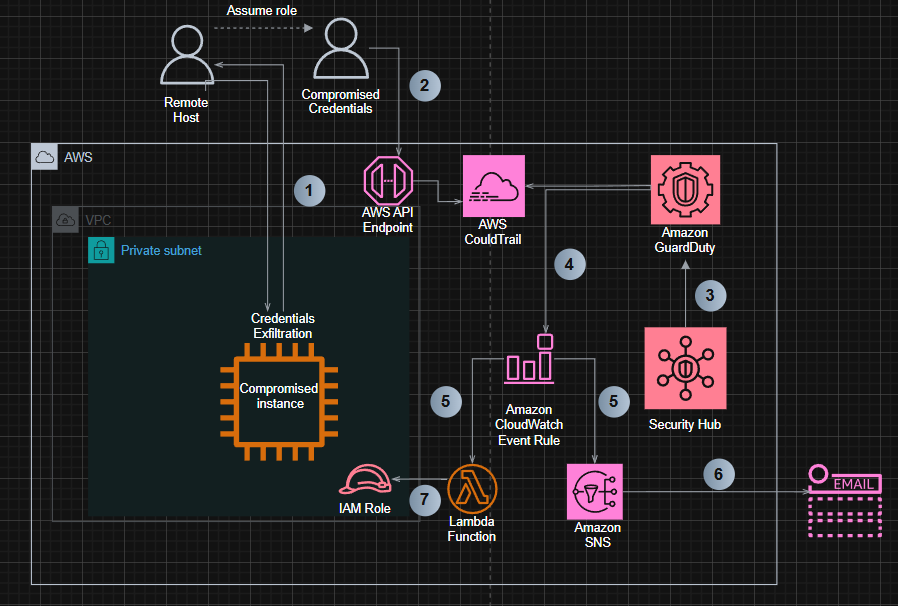 Assume role
Remote
Host
Compromised
Credentials
2
AWS
1
AWS API
Endpoint
AWS
CouldTrail
Amazon
GuardDuty
VPC
Private subnet
4
3
Credentials
Exfiltration
Compromised
instance
5
Amazon
CloudWatch
Event Rule
5
Security Hub
6
EMAIL
IAM Role
7
Lambda
Function
Amazon
SNS